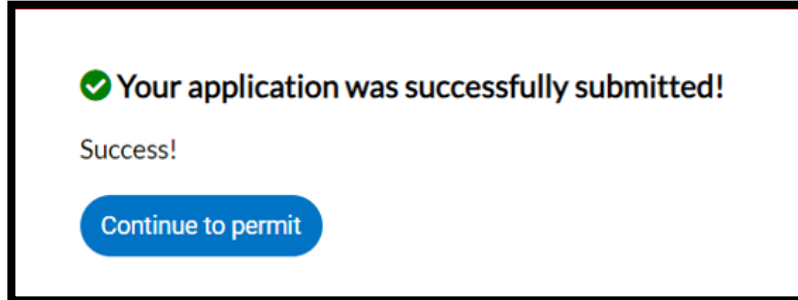 Your application was successfully submitted!
Success!
Continue to permit